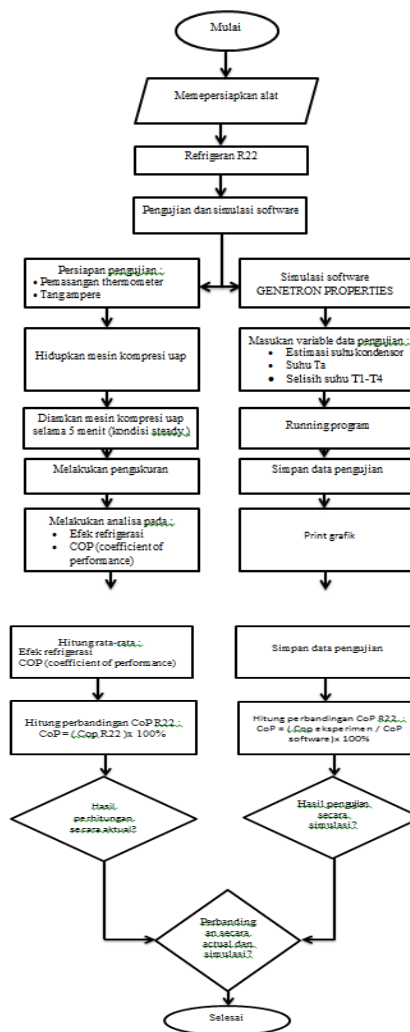 Mulai
Memepersiapkan alat
Refrigeran R22
Pengujian dan simulasi software
Persiapan pengujian :
• Pemasangan thermometer
• Tang ampere
Hidupkan mesin kompresi uap
Diamkan mesin kompresi uap
selama 5 menit (kondisi steady )
Melakukan pengukuran
Melakukan analisa pada :
• Efek refrigerasi
• COP (coefficient of
performance)
Simulasi software
GENETRON PROPERTIES
Masukan variable data pengujian :
• Estimasi suhu kondensor
• Suhu Ta
• Selisih suhu T1-T4
Running program
Simpan data pengujian
Print grafik
Hitung rata-rata :
Efek refrigerasi
COP (coefficient of performance)
Hitung perbandingan CoP R22 :
CoP = ( Cop R22 )x 100%
Hasil
perhitungan
secara aktual?
Simpan data pengujian
Hitung perbandingan CoP R22 :
CoP = ( Cop eksperimen / CoP
software)x 100%
Hasil pengujian
secara
simulasi?
Perbanding
an secara
actual dan
simulasi?
Selesai